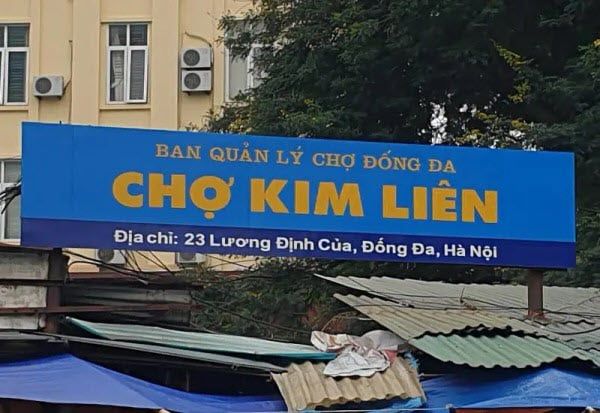 BAN QUẢN LÝ CHỢ ĐỐNG ĐA
CHỢ KIM LIÊN
Địa chỉ: 23 Lương Định Của, Đống Đa, Hà Nội